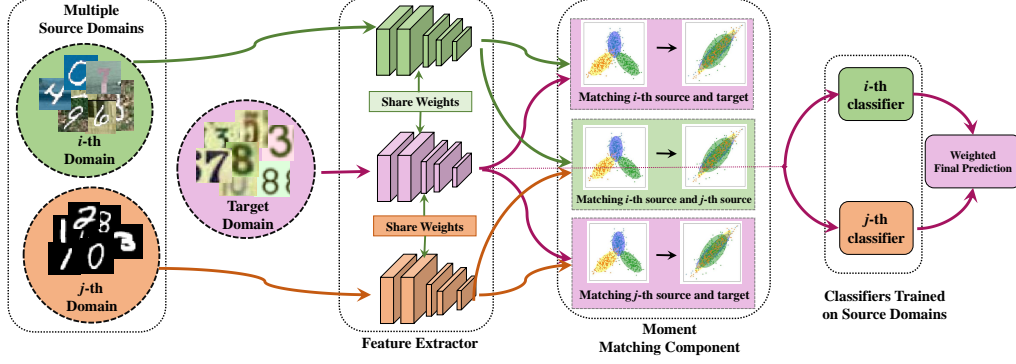 Multiple
Source Domains
i-th
Domain
j-th
Domain
Target
Domain
Share Weights
Share Weights
Feature Extractor
Matching i-th source and target
Matching i-th source and j-th source
Matching j-th source and target
Moment
Matching Component
i-th
classifier
j-th
classifier
Weighted
Final Prediction
Classifiers Trained
on Source Domains